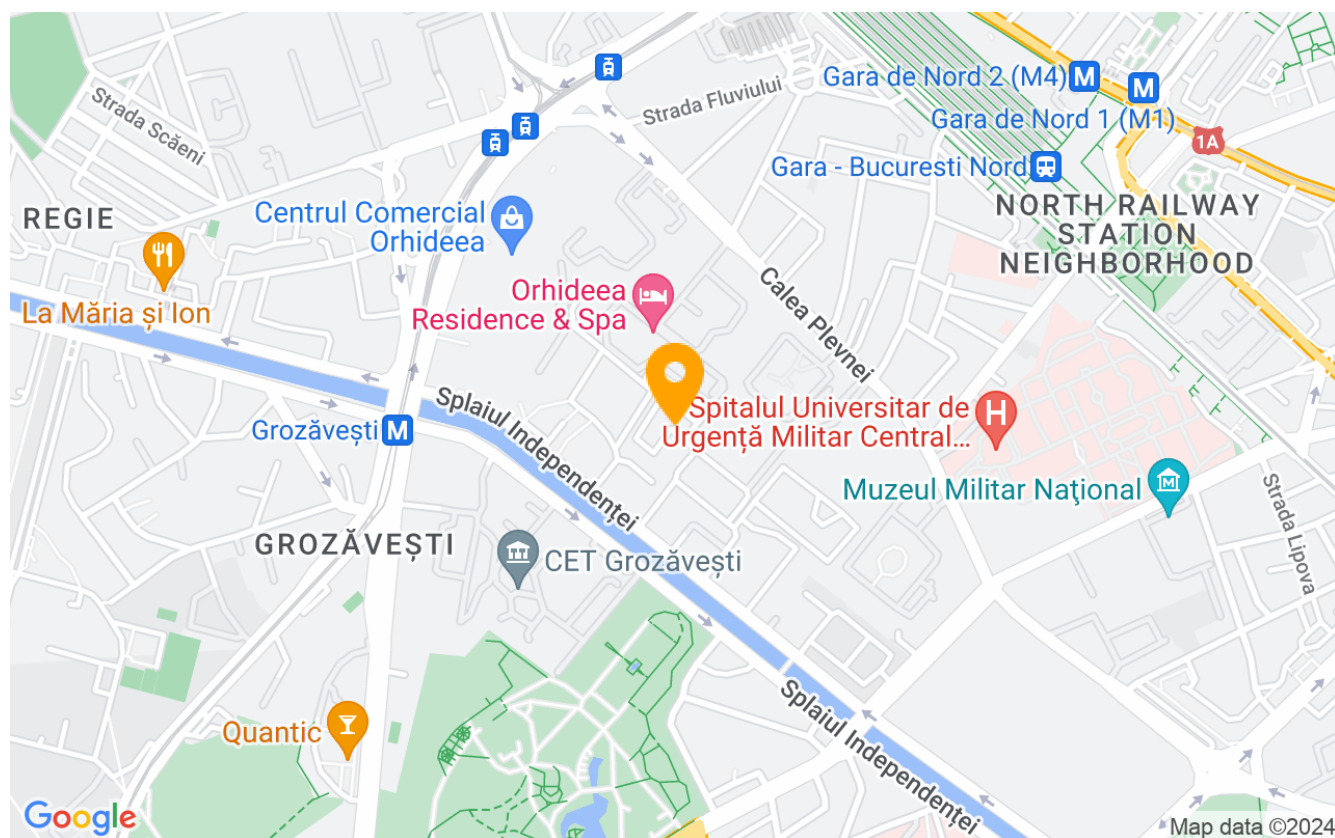 Gara de Nord 2 (M4)
M
M
Strada Fluviului
Gara de Nord 1 (M1)
1A
Strada Scăeni
Gara - Bucuresti Nord
REGIE
Centrul Comercial
Orhideea
NORTH RAILWAY
STATION
NEIGHBORHOOD
La Măria și Ion
Orhideea
Residence & Spa
Calea Plevnei
Splaiul Independenței
Spitalul Universitar de
Urgență Militar Central...
H
Grozăvești
M
Muzeul Militar Național
M
Strada Lipova
GROZĂVEȘTI
CET Grozăvești
Quantic
Splaiul Independenței
Google
Map data ©2024